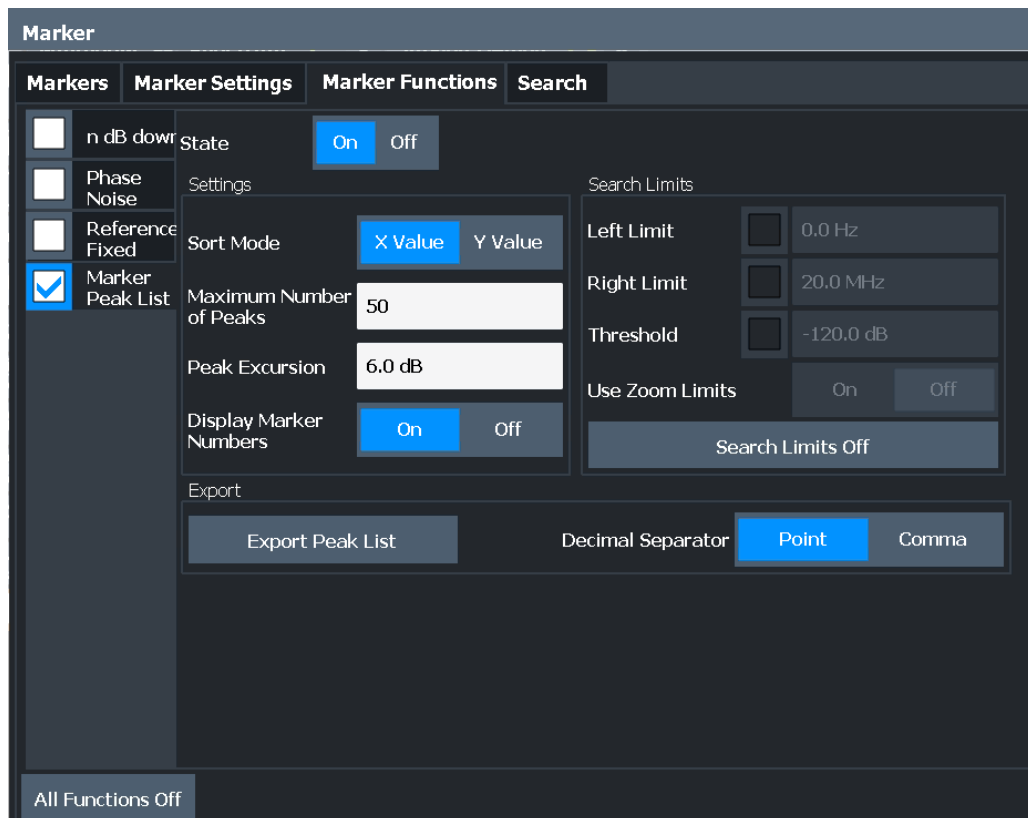 Marker
Markers Marker Settings Marker Functions Search
n dB down
State On Off
Phase
Noise
Settings
Search Limits
Reference
Fixed
Sort Mode X Value Y Value
Left Limit 0.0 Hz
Marker
Peak List
Maximum Number
of Peaks
50
Right Limit 20.0 MHz
Threshold -120.0 dB
Peak Excursion 6.0 dB
Use Zoom Limits On Off
Display Marker
Numbers
On Off
Search Limits Off
Export
Export Peak List Decimal Separator Point Comma
All Functions Off